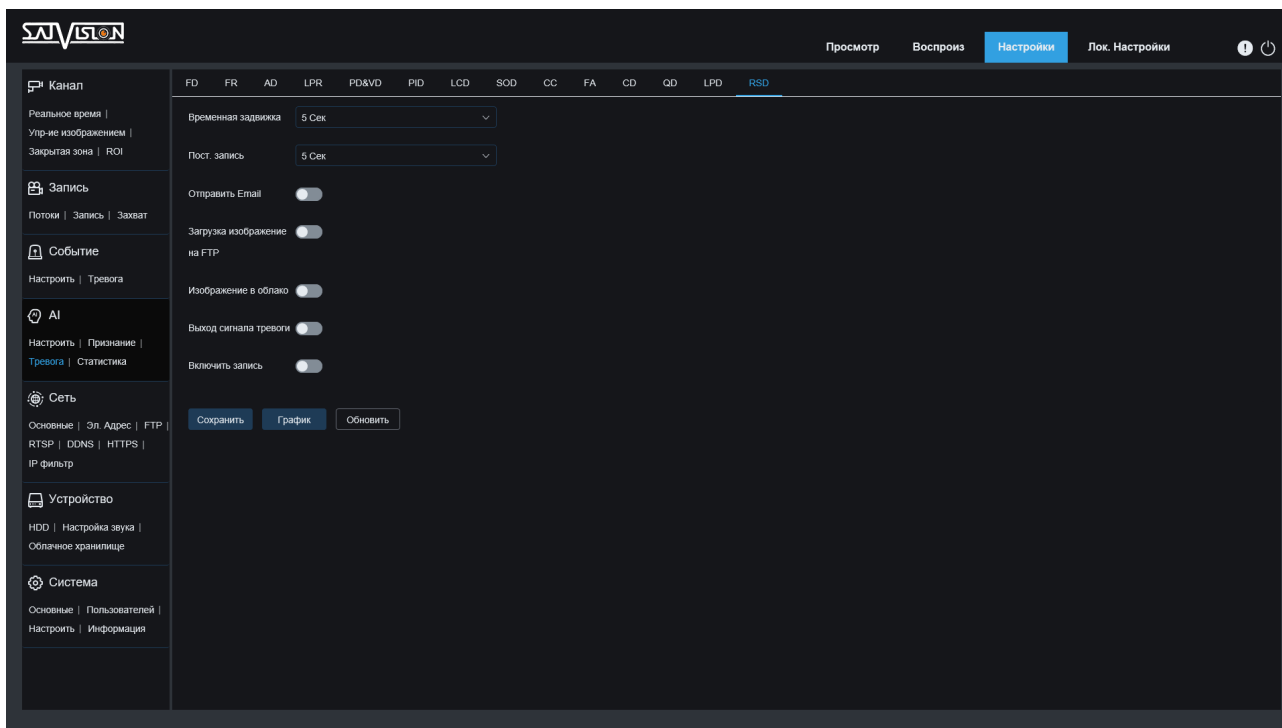 SATVISION
Просмотр Воспроиз Настройки Лок. Настройки
Канал
Реальное время |
Упр-ие изображением |
Закрытая зона | ROI
Запись
Потоки | Запись | Захват
Событие
Настроить | Тревога
AI
Настроить | Признание |
Тревога | Статистика
Сеть
Основные | Эл. Адрес | FTP |
RTSP | DDNS | HTTPS |
IP фильтр
Устройство
HDD | Настройка звука |
Облачное хранилище
Система
Основные | Пользователей |
Настроить | Информация
FD FR AD LPR PD&VD PID LCD SOD CC FA CD QD LPD RSD
Временная задвижка 5 Сек
Пост. запись 5 Сек
Отправить Email
Загрузка изображение
на FTP
Изображение в облако
Выход сигнала тревоги
Включить запись
Сохранить График Обновить